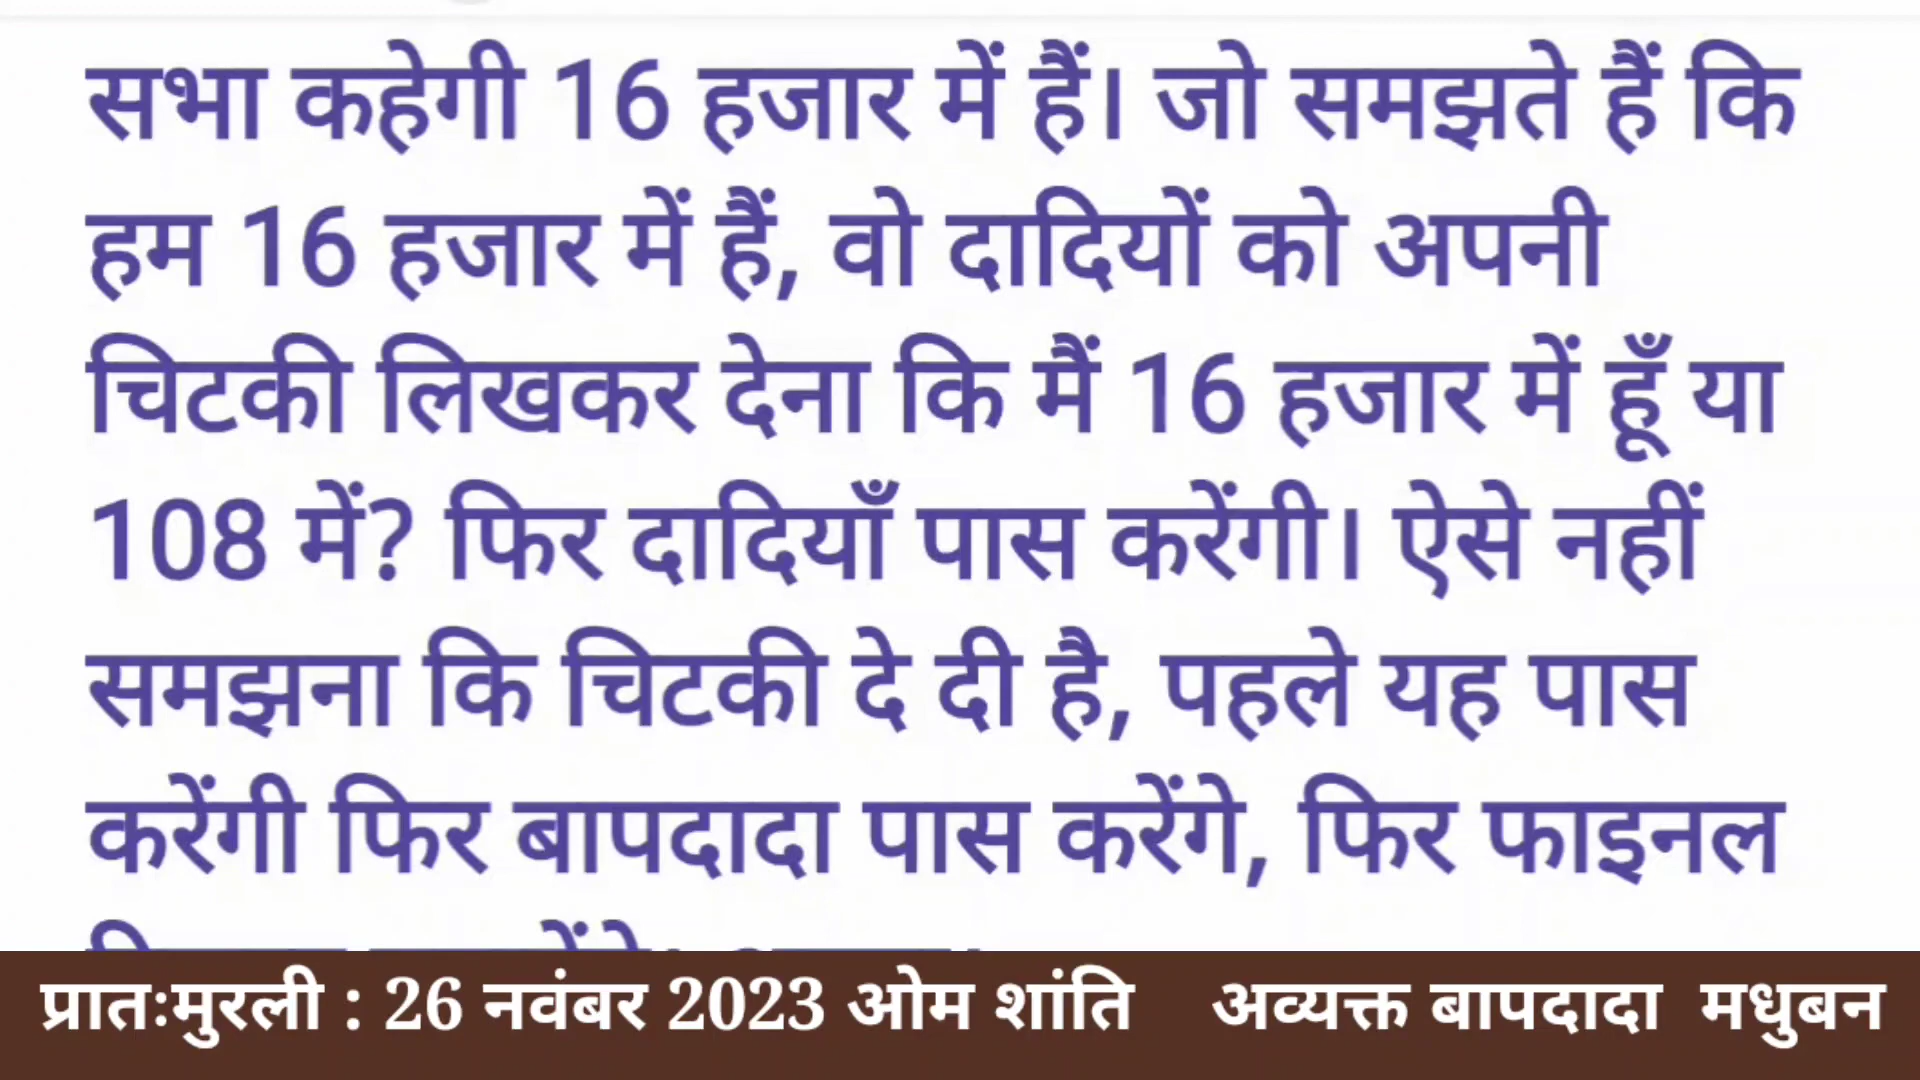 सभा कहेगी 16 हजार में हैं। जो समझते हैं कि
हम 16 हजार में हैं, वो दादियों को अपनी
चिटकी लिखकर देना कि मैं 16 हजार में हूँ या
108 में? फिर दादियाँ पास करेंगी। ऐसे नहीं
समझना कि चिटकी दे दी है, पहले यह पास
करेंगी फिर बापदादा पास करेंगे, फिर फाइनल
प्रातःमुरली : 26 नवंबर 2023 ओम शांति अव्यक्त बापदादा मधुबन